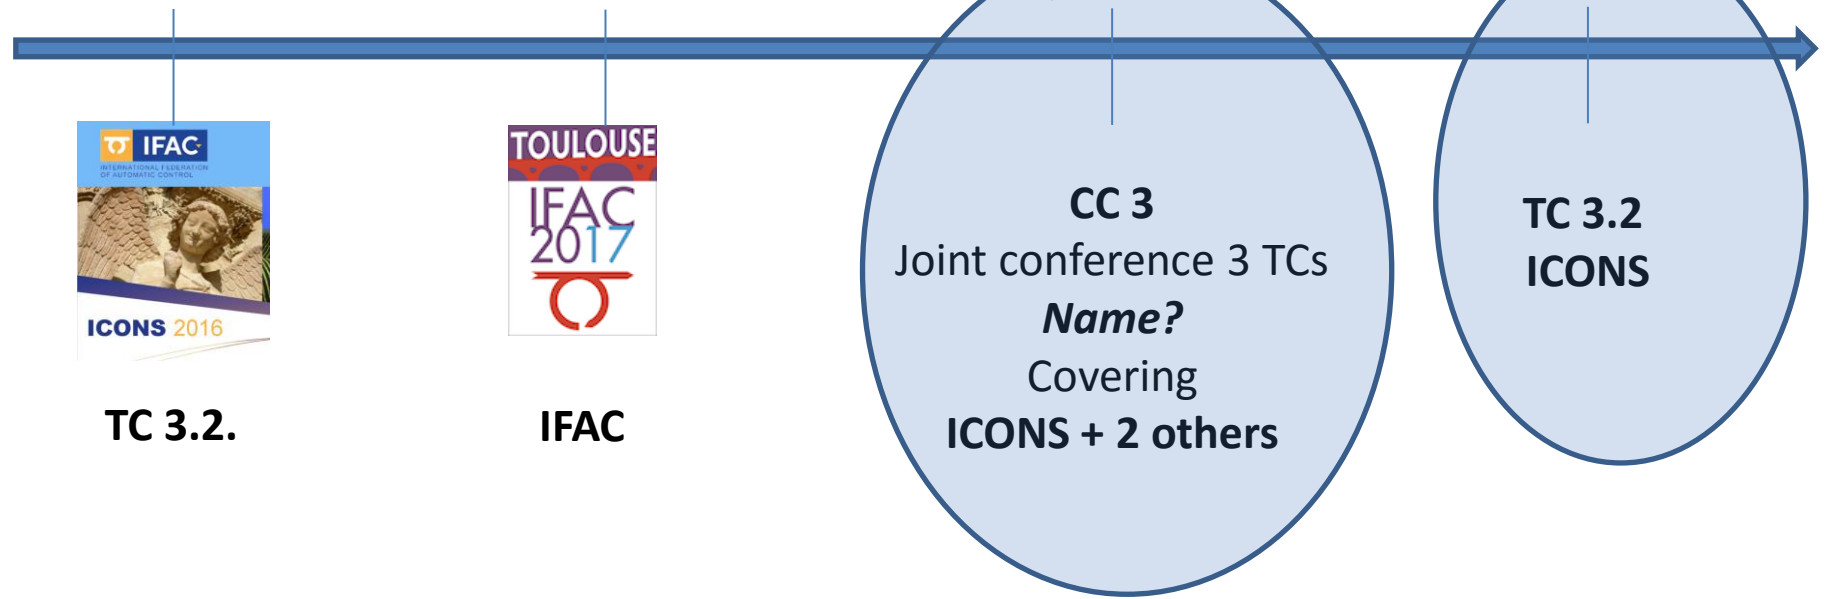 IFAC
INTERNATIONAL FEDERATION
OF AUTOMATIC CONTROL
ICONS 2016
TC 3.2.
TOULOUSE
IFAC
2017
IFAC
CC 3
Joint conference 3 TCs
Name?
Covering
ICONS + 2 others
TC 3.2
ICONS